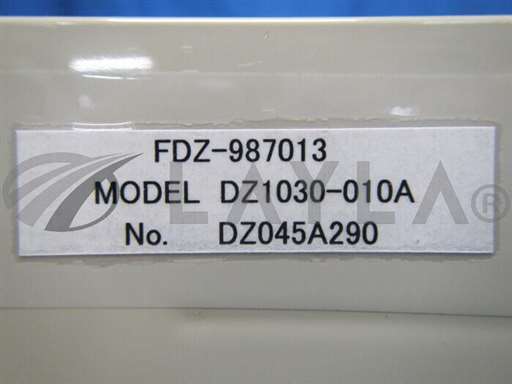 FDZ-987013
MODEL DZ1030-010A
No. DZ045A290
LAYLA®